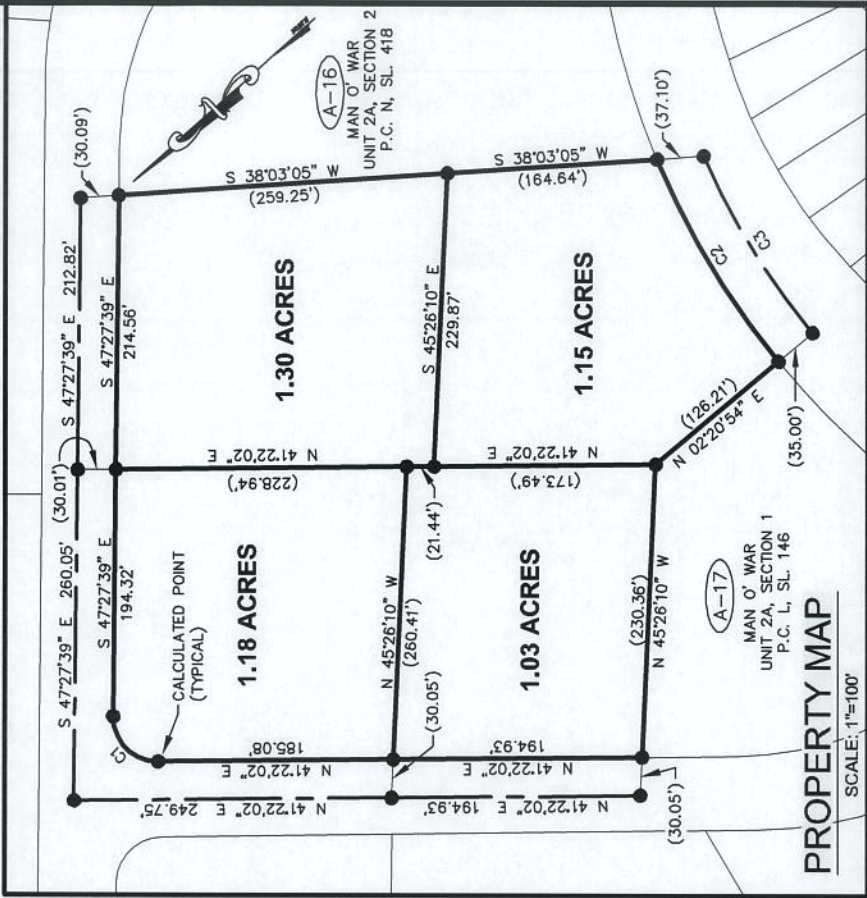 S 47°27'39" E 260.05'
(30.01')
S 47°27'39" E 212.82'
(30.09')
S 47°27'39" E
194.32'
S 47°27'39" E
214.56'
A-16
MAN O' WAR
UNIT 2A, SECTION 2
P.C. N, SL. 418
C1
CALCULATED POINT
(TYPICAL)
N 41°22'02" E 249.75'
N 41°22'02" E
185.08'
1.18 ACRES
N 41°22'02" E
(228.94')
1.30 ACRES
S 38°03'05" W
(259.25')
N 45°26'10" W
(260.41')
(30.05')
(21.44')
S 45°26'10" E
229.87'
N 41°22'02" E 194.93'
N 41°22'02" E
194.93'
1.03 ACRES
N 41°22'02" E
(173.49')
1.15 ACRES
S 38°03'05" W
(194.64')
(37.10')
C2
C3
(230.36')
N 45°26'10" W
(30.05')
(126.21')
N 02°20'54" E
(35.00')
A-17
MAN O' WAR
UNIT 2A, SECTION 1
P.C. L, SL. 146
PROPERTY MAP
SCALE: 1"=100'